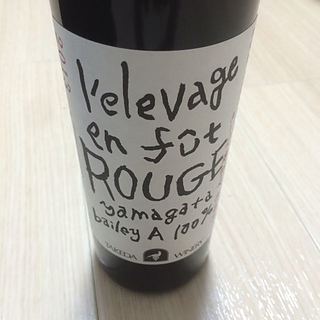 l'elevage
en fût
ROUGE
yamagata
bailey A 100%
TAKEDA WINERY